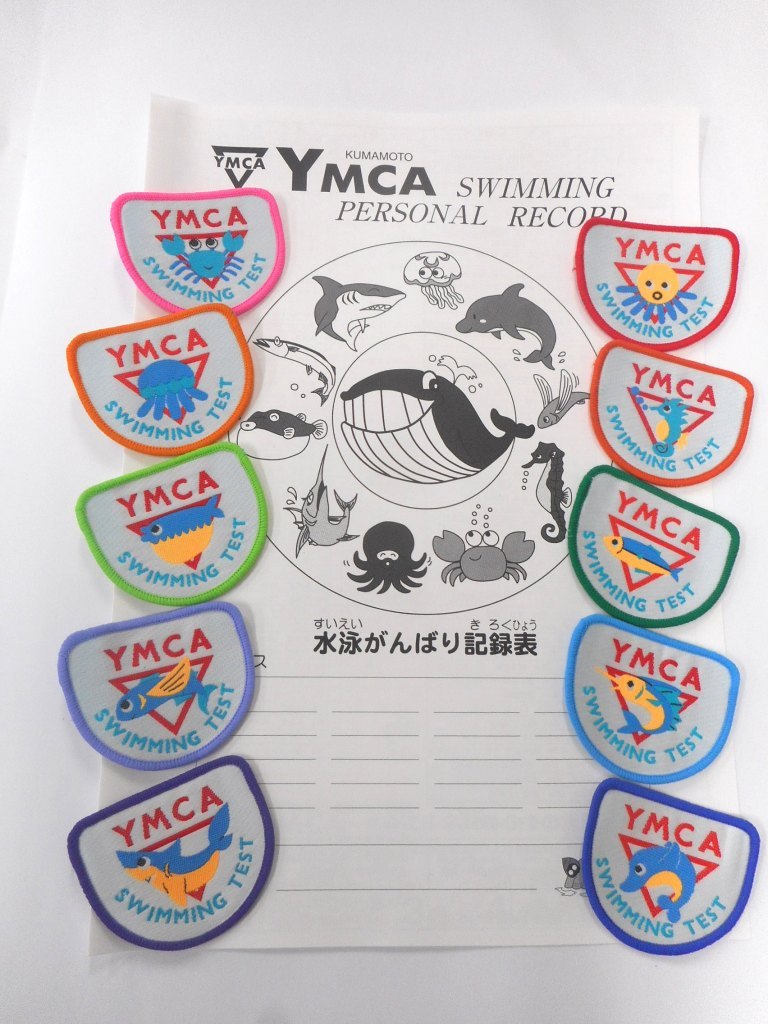 YMCA
KUMAMOTO
YMCA SWIMMING
PERSONAL RECORD
YMCA
SWIMMING TEST
YMCA
SWIMMING TEST
YMCA
SWIMMING TEST
YMCA
SWIMMING TEST
YMCA
SWIMMING TEST
YMCA
SWIMMING TEST
YMCA
SWIMMING TEST
YMCA
SWIMMING TEST
すいえい きろくひょう
水泳がんばり記録表
ス
YMCA
SWIMMING TEST
YMCA
SWIMMING TEST